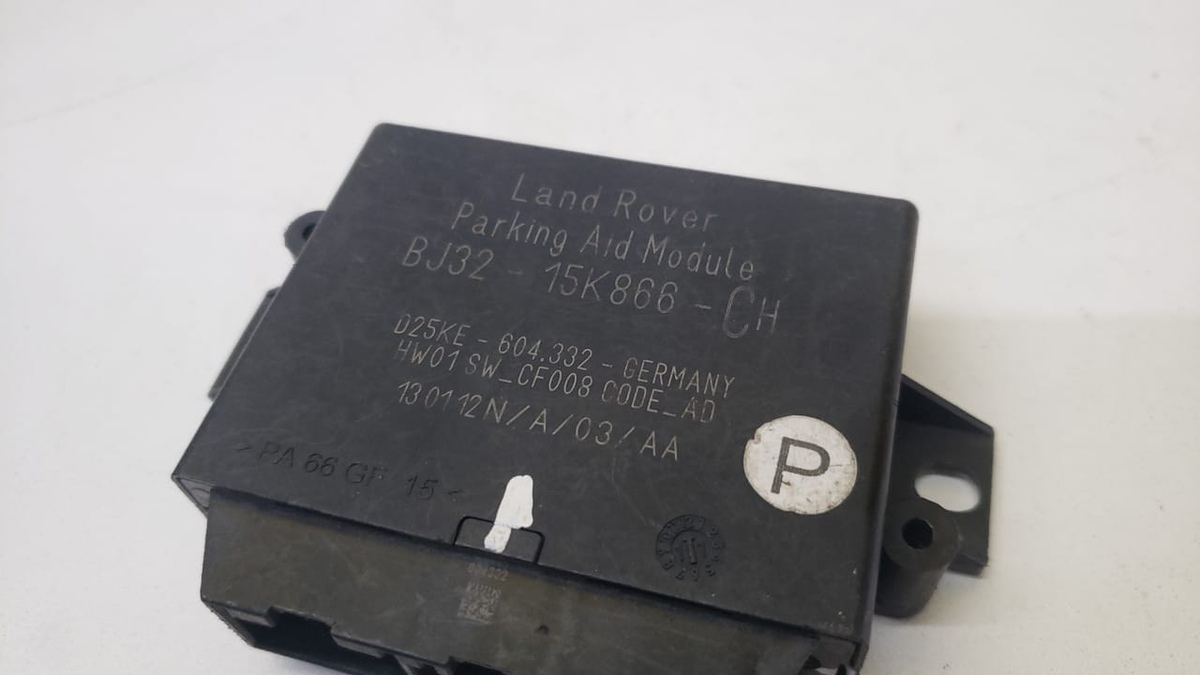 Land Rover
Parking Aid Module
BJ32 - 15K866 - CH
D25KE - 604.332 - GERMANY
HW01 SW_CF008 CODE_AD
130112N/A/03/AA
>PA 66 GF 15<
P